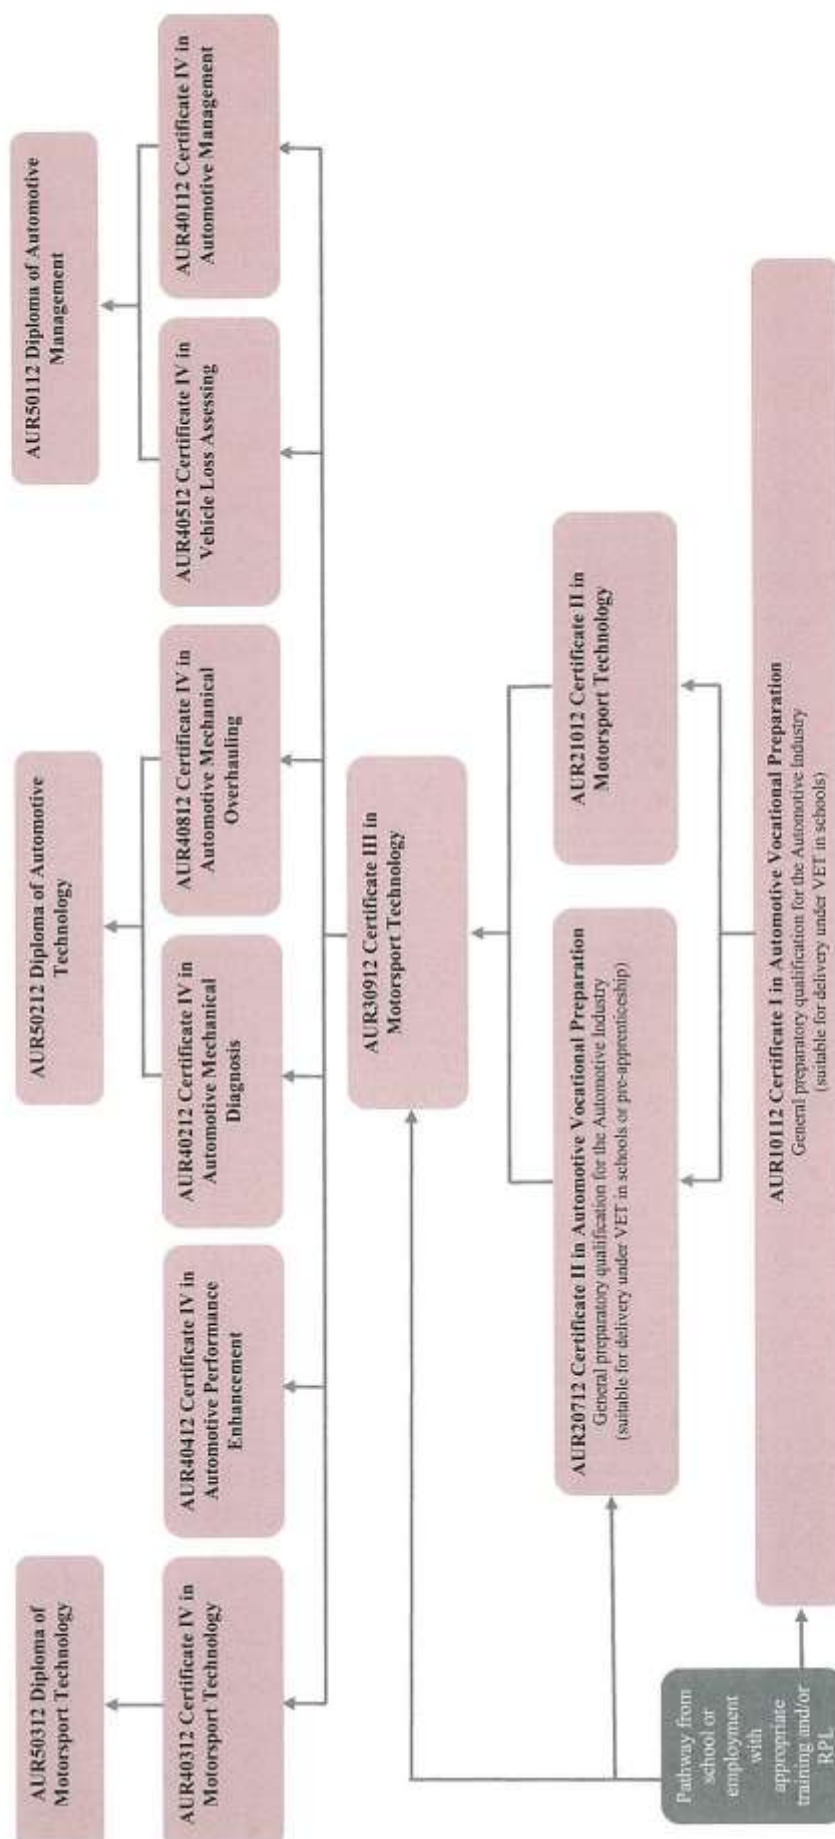 AUR50312 Diploma of
Motorsport Technology
AUR50212 Diploma of Automotive
Technology
AUR50112 Diploma of Automotive
Management
AUR40312 Certificate IV in
Motorsport Technology
AUR40412 Certificate IV in
Automotive Performance
Enhancement
AUR40212 Certificate IV in
Automotive Mechanical
Diagnosis
AUR40812 Certificate IV in
Automotive Mechanical
Overhauling
AUR40512 Certificate IV in
Vehicle Loss Assessing
AUR40112 Certificate IV in
Automotive Management
AUR30912 Certificate III in
Motorsport Technology
AUR20712 Certificate II in Automotive Vocational Preparation
General preparatory qualification for the Automotive Industry
(suitable for delivery under VET in schools or pre-apprenticeship)
AUR21012 Certificate II in
Motorsport Technology
Pathway from
school or
employment
with
appropriate
training and/or
RPL
AUR10112 Certificate I in Automotive Vocational Preparation
General preparatory qualification for the Automotive Industry
(suitable for delivery under VET in schools)